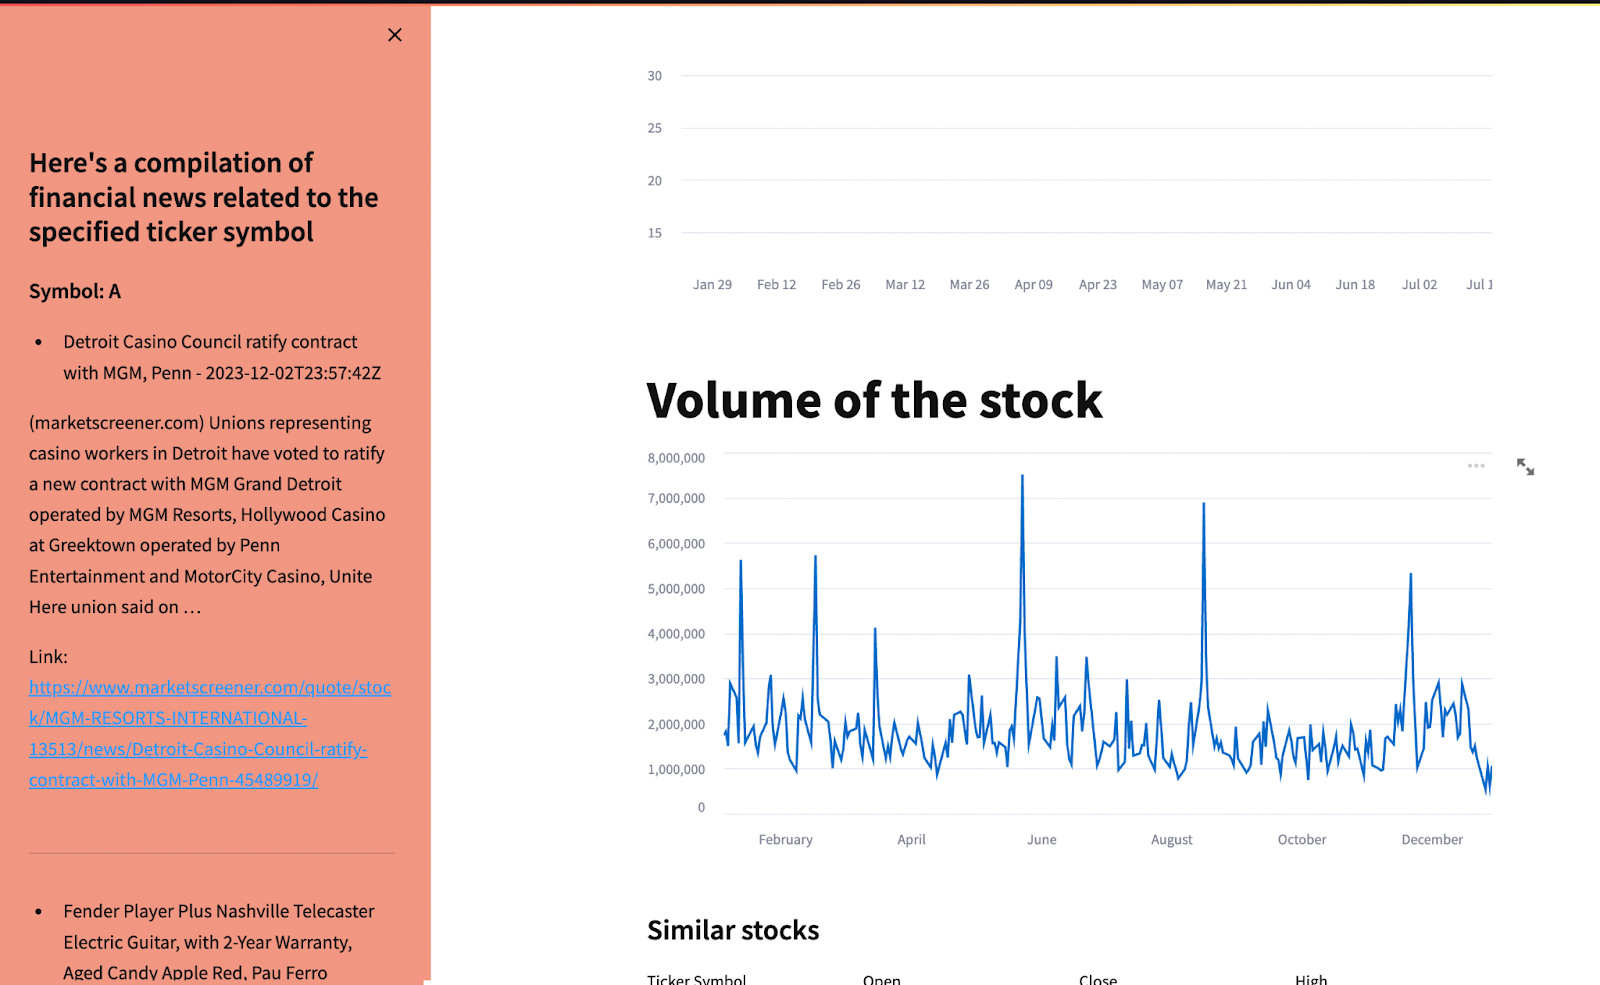 Here's a compilation of
financial news related to the
specified ticker symbol
Symbol: A
• Detroit Casino Council ratify contract
with MGM, Penn - 2023-12-02T23:57:42Z
(marketscreener.com) Unions representing
casino workers in Detroit have voted to ratify
a new contract with MGM Grand Detroit
operated by MGM Resorts, Hollywood Casino
at Greektown operated by Penn
Entertainment and MotorCity Casino, Unite
Here union said on …
Link:
https://www.marketscreener.com/quote/stoc
k/MGM-RESORTS-INTERNATIONAL-
13513/news/Detroit-Casino-Council-ratify-
contract-with-MGM-Penn-45489919/
• Fender Player Plus Nashville Telecaster
Electric Guitar, with 2-Year Warranty,
Aged Candy Apple Red, Pau Ferro
30
25
20
15
Jan 29 Feb 12 Feb 26 Mar 12 Mar 26 Apr 09 Apr 23 May 07 May 21 Jun 04 Jun 18 Jul 02 Jul 1
Volume of the stock
8,000,000
7,000,000
6,000,000
5,000,000
4,000,000
3,000,000
2,000,000
1,000,000
0
February April June August October December
Similar stocks
Ticker Symbol Open Close High